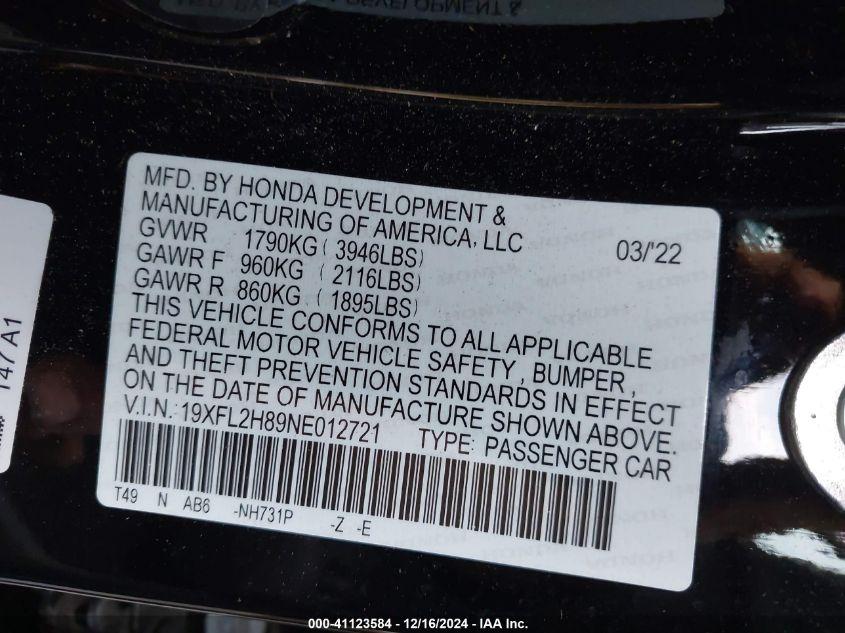 MFD. BY HONDA DEVELOPMENT &
MANUFACTURING OF AMERICA, LLC
GVWR 1790KG ( 3946LBS) 03/'22
GAWR F 960KG ( 2116LBS)
GAWR R 860KG ( 1895LBS)
THIS VEHICLE CONFORMS TO ALL APPLICABLE
FEDERAL MOTOR VEHICLE SAFETY , BUMPER ,
AND THEFT PREVENTION STANDARDS IN EFFECT
ON THE DATE OF MANUFACTURE SHOWN ABOVE.
V.I.N.: 19XFL2H89NE012721 TYPE: PASSENGER CAR
T49 N AB6 -NH731P -Z -E
147A1
000-41123584 - 12/16/2024 - IAA Inc.